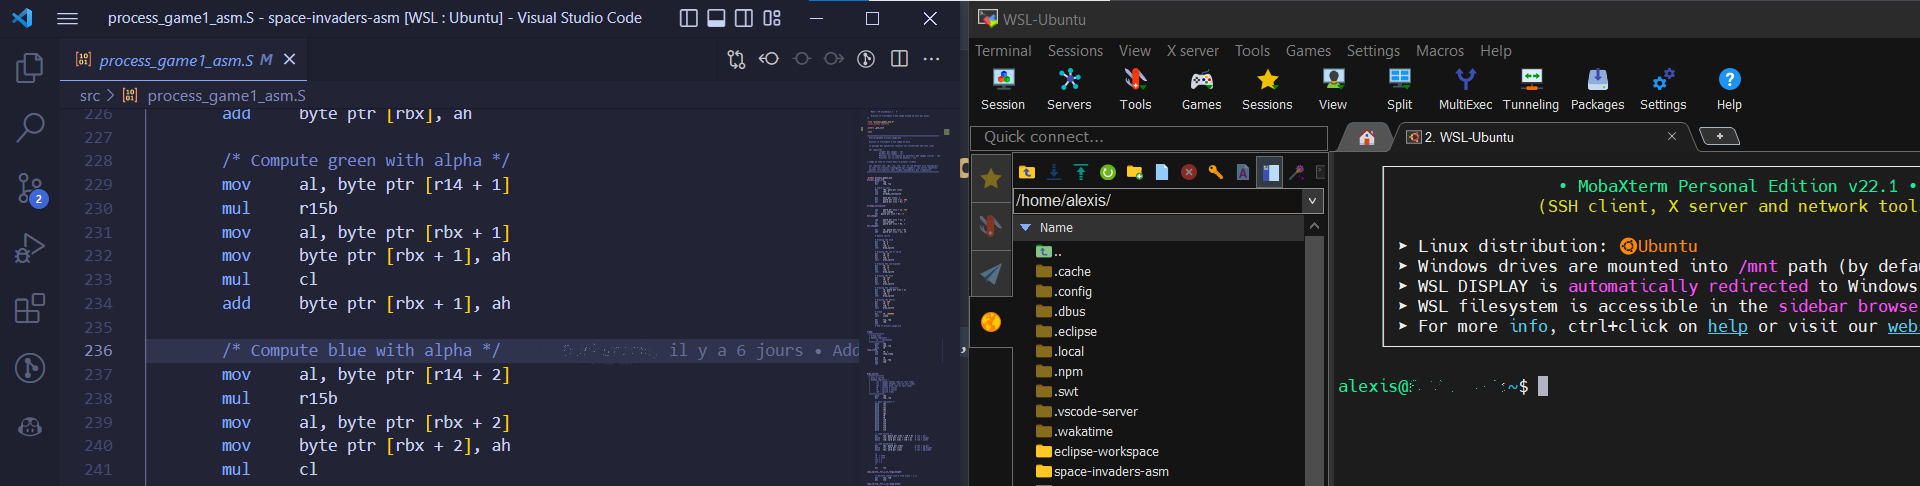 process_game1_asm.S - space-invaders-asm [WSL : Ubuntu] - Visual Studio Code
process_game1_asm.S M
src > process_game1_asm.S
226 add byte ptr [rbx], ah
227
228 /* Compute green with alpha */
229 mov al, byte ptr [r14 + 1]
230 mul r15b
231 mov al, byte ptr [rbx + 1]
232 mov byte ptr [rbx + 1], ah
233 mul cl
234 add byte ptr [rbx + 1], ah
235
236 /* Compute blue with alpha */ il y a 6 jours • Add
237 mov al, byte ptr [r14 + 2]
238 mul r15b
239 mov al, byte ptr [rbx + 2]
240 mov byte ptr [rbx + 2], ah
241 mul cl
2
WSL-Ubuntu
Terminal Sessions View X server Tools Games Settings Macros Help
Session Servers Tools Games Sessions View Split MultiExec Tunneling Packages Settings Help
Quick connect...
2. WSL-Ubuntu
/home/alexis/
Name
..
.cache
.config
.dbus
.eclipse
.local
.npm
.swt
.vscode-server
.wakatime
eclipse-workspace
space-invaders-asm
• MobaXterm Personal Edition v22.1 •
(SSH client, X server and network tool
➤ Linux distribution: Ubuntu
➤ Windows drives are mounted into /mnt path (by defau
➤ WSL DISPLAY is automatically redirected to Windows
➤ WSL filesystem is accessible in the sidebar browse
➤ For more info, ctrl+click on help or visit our web
alexis@ :~$